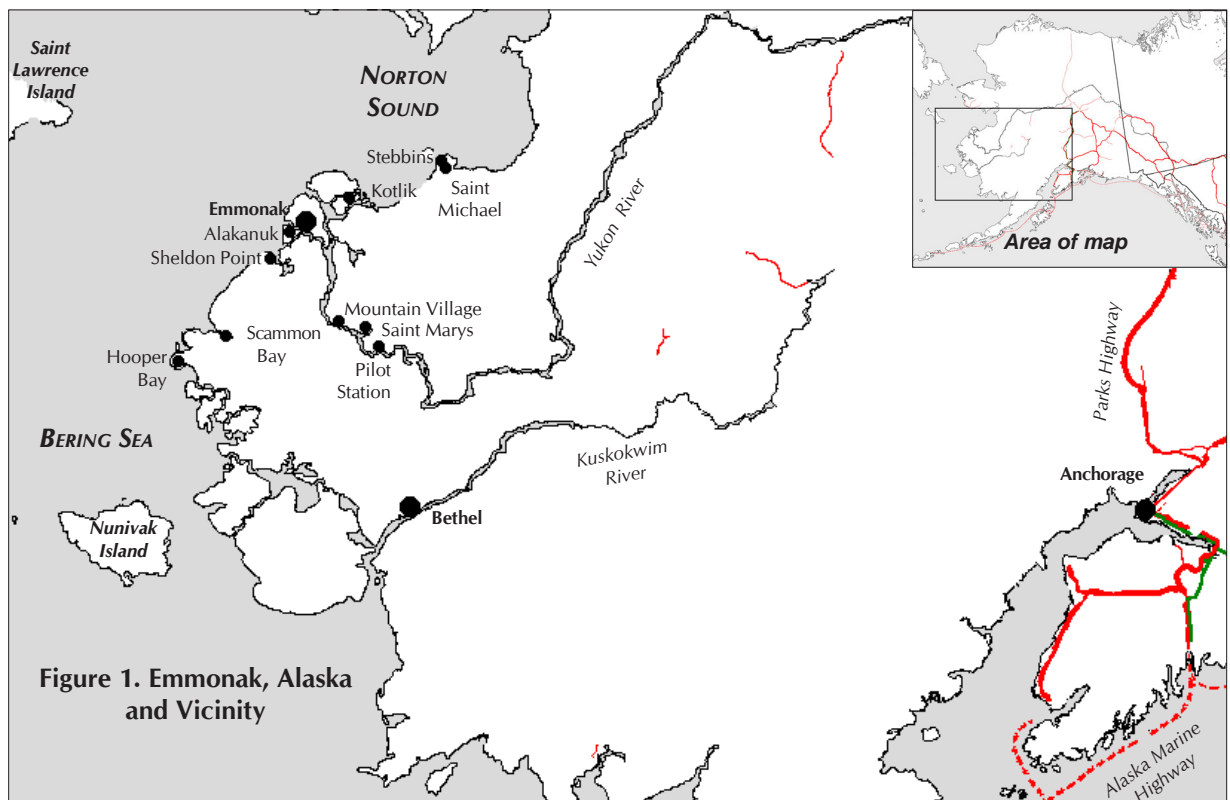 Saint
Lawrence
Island
NORTON
SOUND
Stebbins
Saint
Michael
Kotlik
Emmonak
Alakanuk
Sheldon Point
Yukon River
Area of map
Mountain Village
Saint Marys
Scammon
Bay
Pilot
Station
Hooper
Bay
Parks Highway
BERING SEA
Kuskokwim
River
Anchorage
Bethel
Nunivak
Island
Figure 1. Emmonak, Alaska
and Vicinity
Alaska Marine
Highway